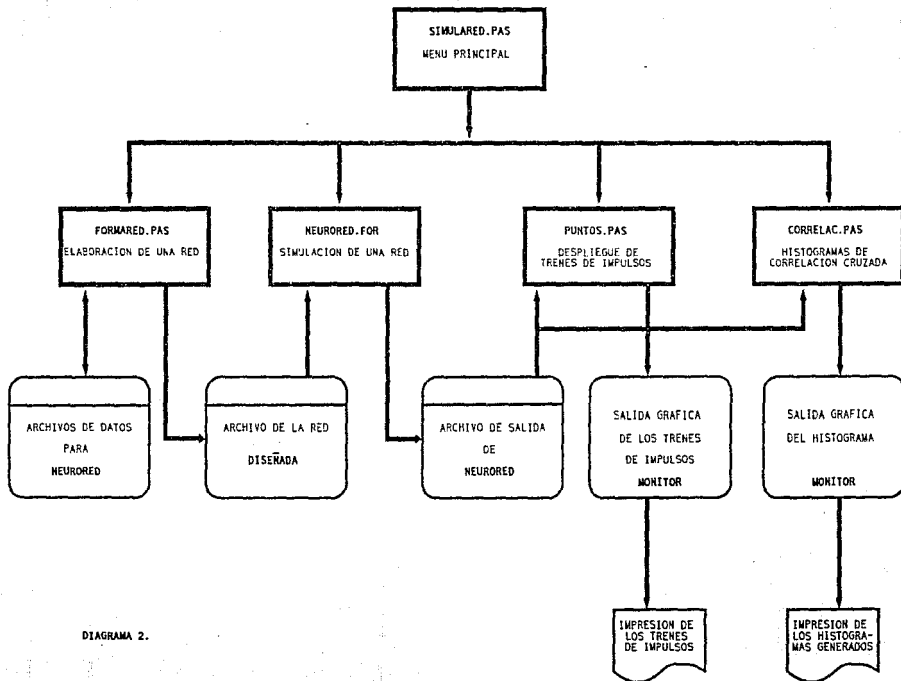 SIMULARED.PAS
MENU PRINCIPAL
FORMARED.PAS
ELABORACION DE UNA RED
NEURORED.FOR
SIMULACION DE UNA RED
PUNTOS.PAS
DESPLIEGUE DE
TRENES DE IMPULSOS
CORRELAC.PAS
HISTOGRAMAS DE
CORRELACION CRUZADA
ARCHIVOS DE DATOS
PARA
NEURORED
ARCHIVO DE LA RED
DISEÑADA
ARCHIVO DE SALIDA
DE
NEURORED
SALIDA GRAFICA
DE LOS TRENES
DE IMPULSOS
MONITOR
SALIDA GRAFICA
DEL HISTOGRAMA
MONITOR
IMPRESION DE
LOS TRENES
DE IMPULSOS
IMPRESION DE
LOS HISTOGRA-
MAS GENERADOS
DIAGRAMA 2.